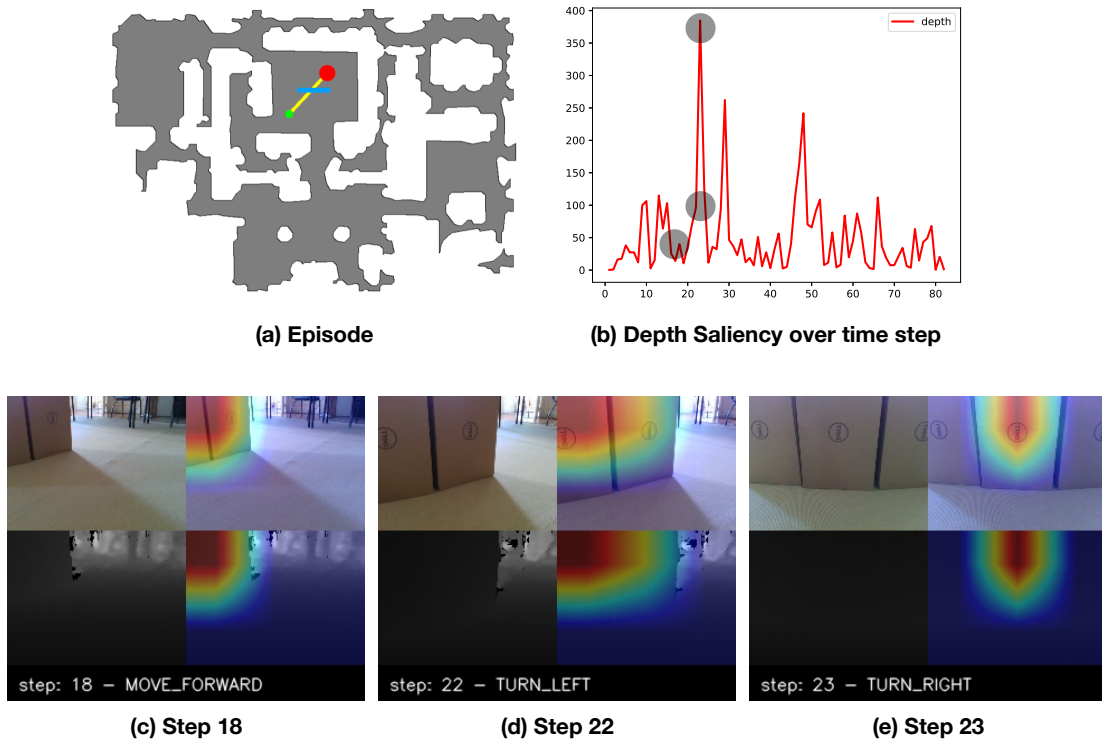 400
350
300
250
200
150
100
50
0
0 10 20 30 40 50 60 70 80
depth
(a) Episode
(b) Depth Saliency over time step
DELL
DELL
step: 18 – MOVE_FORWARD
step: 22 – TURN_LEFT
step: 23 – TURN_RIGHT
(c) Step 18
(d) Step 22
(e) Step 23